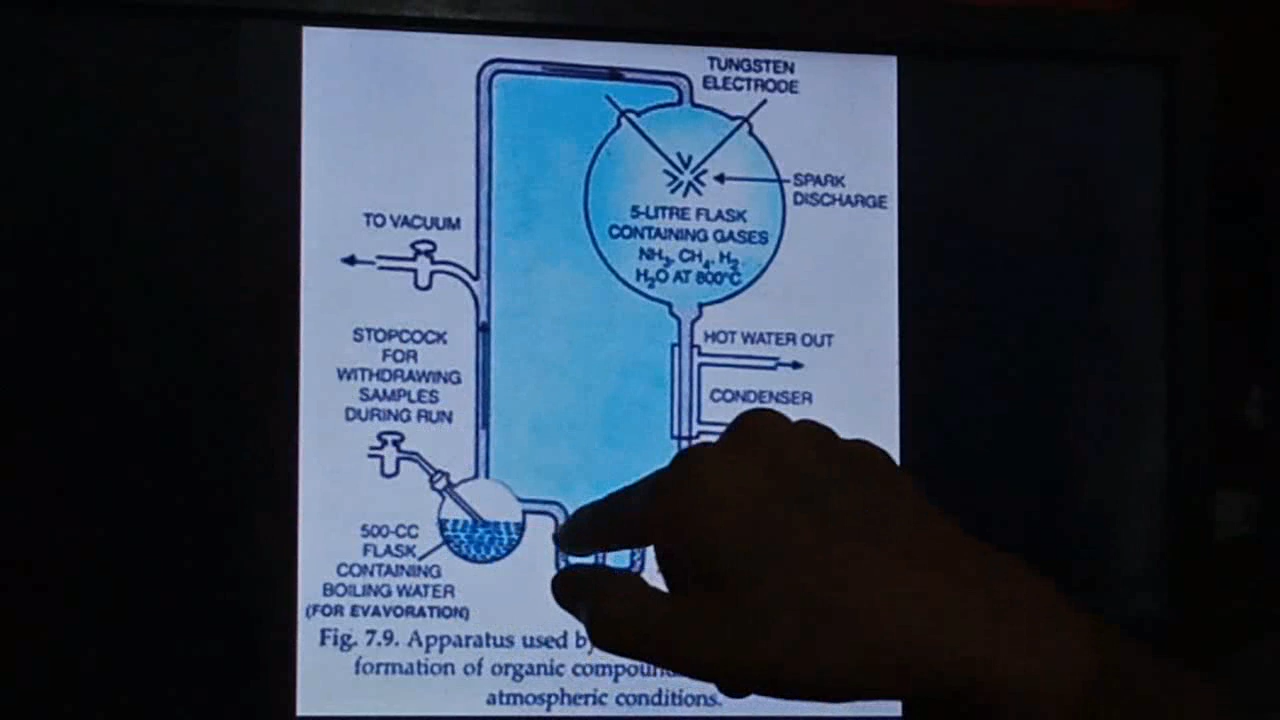 TUNGSTEN
ELECTRODE
SPARK
DISCHARGE
5-LITRE FLASK
CONTAINING GASES
NH3, CH4, H2
H2O AT 800°C
TO VACUUM
HOT WATER OUT
STOPCOCK
FOR
WITHDRAWING
SAMPLES
DURING RUN
CONDENSER
500-CC
FLASK
CONTAINING
BOILING WATER
(FOR EVAVORATION)
Fig. 7.9. Apparatus used
formation of organic
atmospheric conditions.